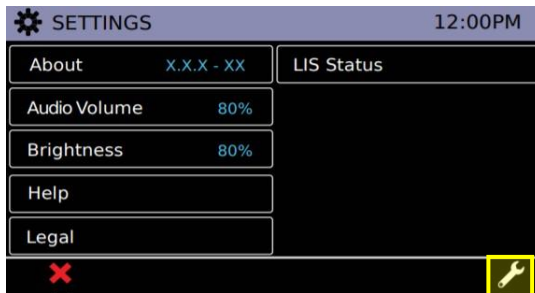 SETTINGS 12:00PM
About X.X.X - XX
LIS Status
Audio Volume 80%
Brightness 80%
Help
Legal